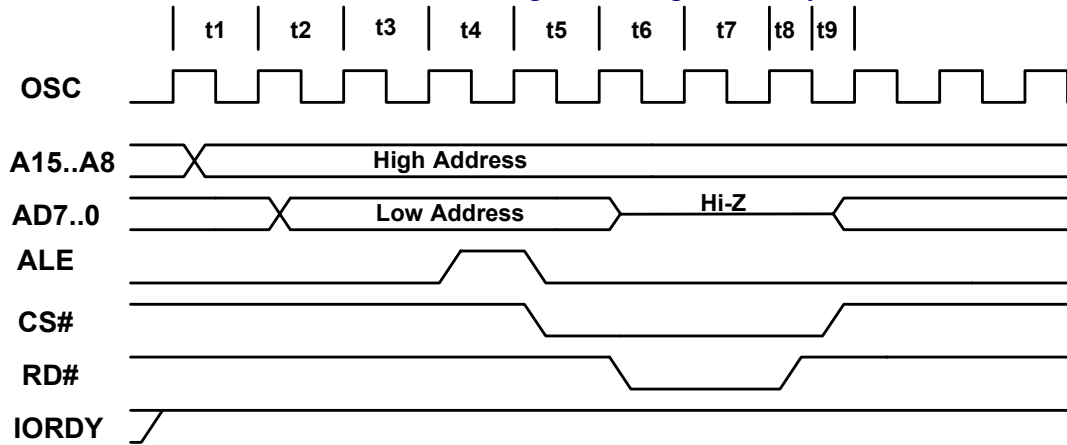 t1 t2 t3 t4 t5 t6 t7 t8 t9
OSC
A15..A8 High Address
AD7..0 Low Address Hi-Z
ALE
CS#
RD#
IORDY